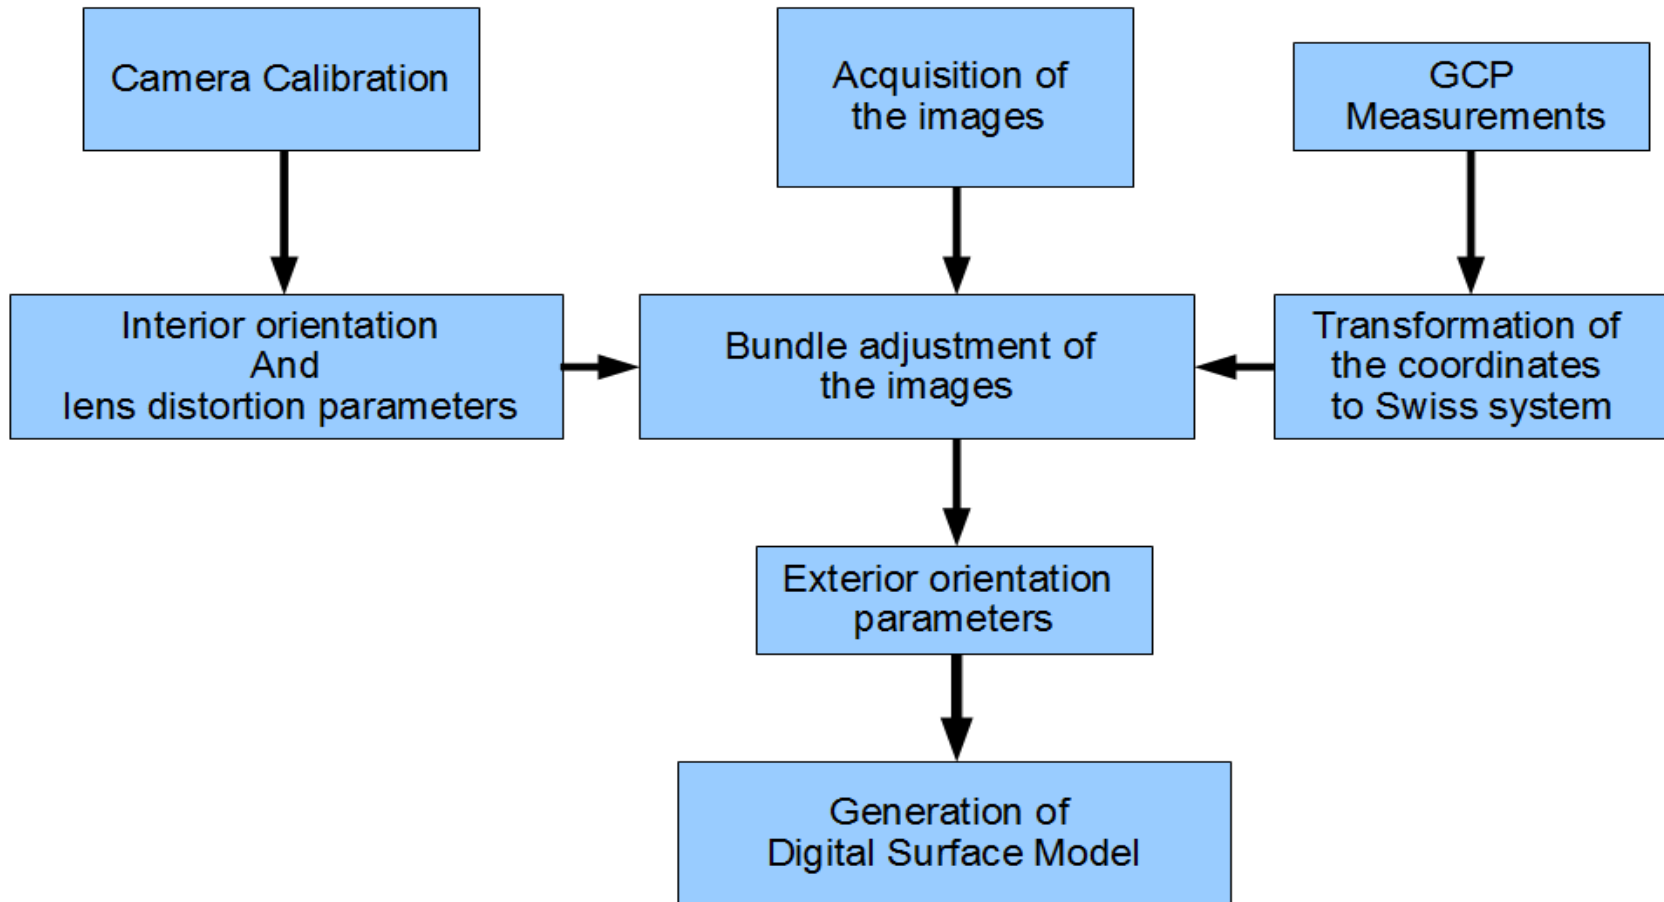 Camera Calibration
Acquisition of
the images
GCP
Measurements
Interior orientation
And
lens distortion parameters
Bundle adjustment of
the images
Transformation of
the coordinates
to Swiss system
Exterior orientation
parameters
Generation of
Digital Surface Model